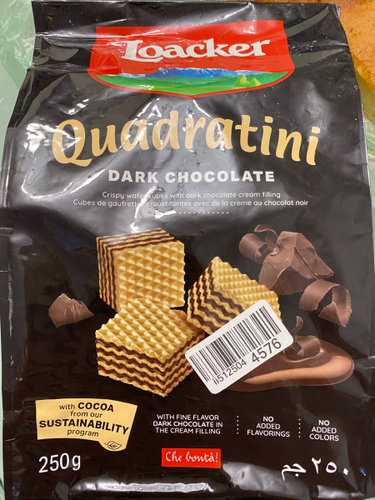 Loacker
Quadratini
DARK CHOCOLATE
Crispy wafer cubes with dark chocolate cream filling
Cubes de gaufrettes croustillantes avec de la crème au chocolat noir
4576
with COCOA
from our
SUSTAINABILITY
program
WITH FINE FLAVOR
DARK CHOCOLATE IN
THE CREAM FILLING
NO
ADDED
FLAVORINGS
NO
ADDED
COLORS
250g
Che bontà!
٢٥٠ جم